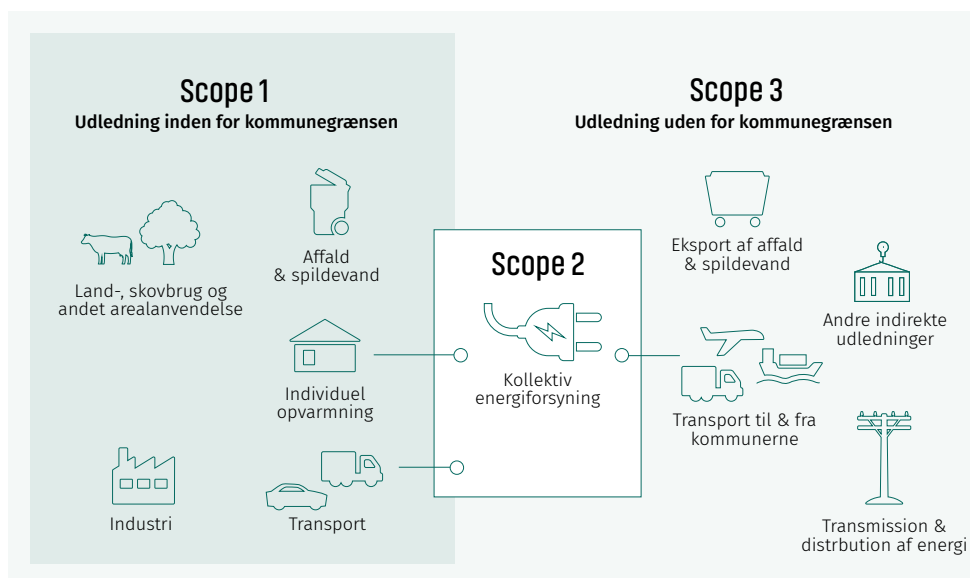 Scope 1
Udledning inden for kommunegrænsen
Land-, skovbrug og
andet arealanvendelse
Affald
& spildevand
Individuel
opvarmning
Industri
Transport
Scope 2
Kollektiv
energiforsyning
Scope 3
Udledning uden for kommunegrænsen
Eksport af affald
& spildevand
Andre indirekte
udledninger
Transport til & fra
kommunerne
Transmission &
distrbution af energi